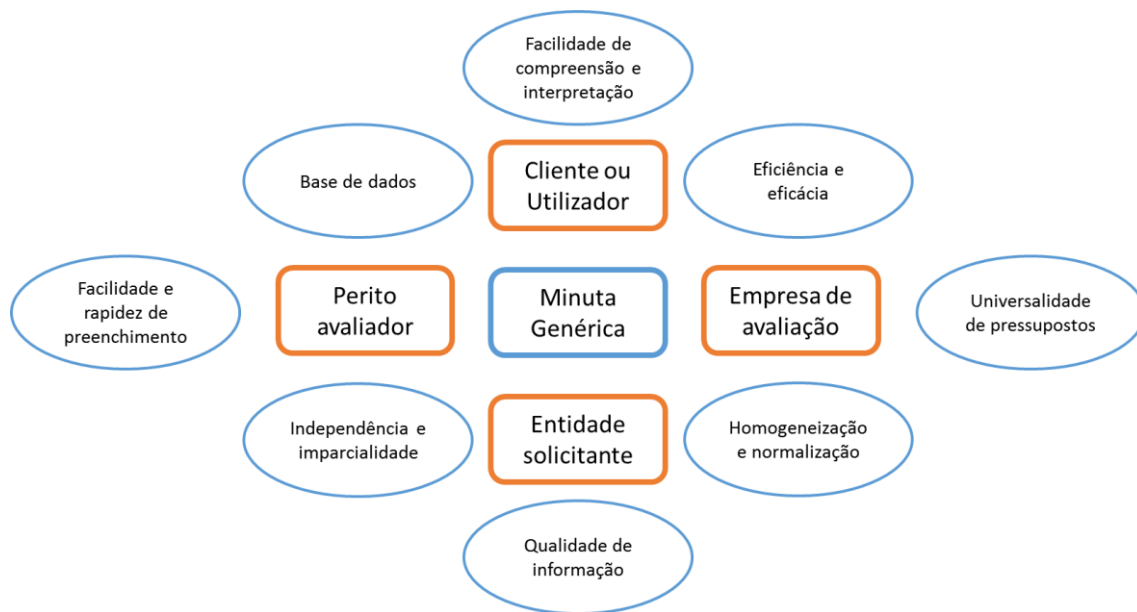 Facilidade de
compreensão e
interpretação
Base de dados
Cliente ou
Utilizador
Eficiência e
eficácia
Facilidade e
rapidez de
preenchimento
Perito
avaliador
Minuta
Genérica
Empresa de
avaliação
Universalidade
de pressupostos
Independência e
imparcialidade
Entidade
solicitante
Homogeneização
e normalização
Qualidade de
informação